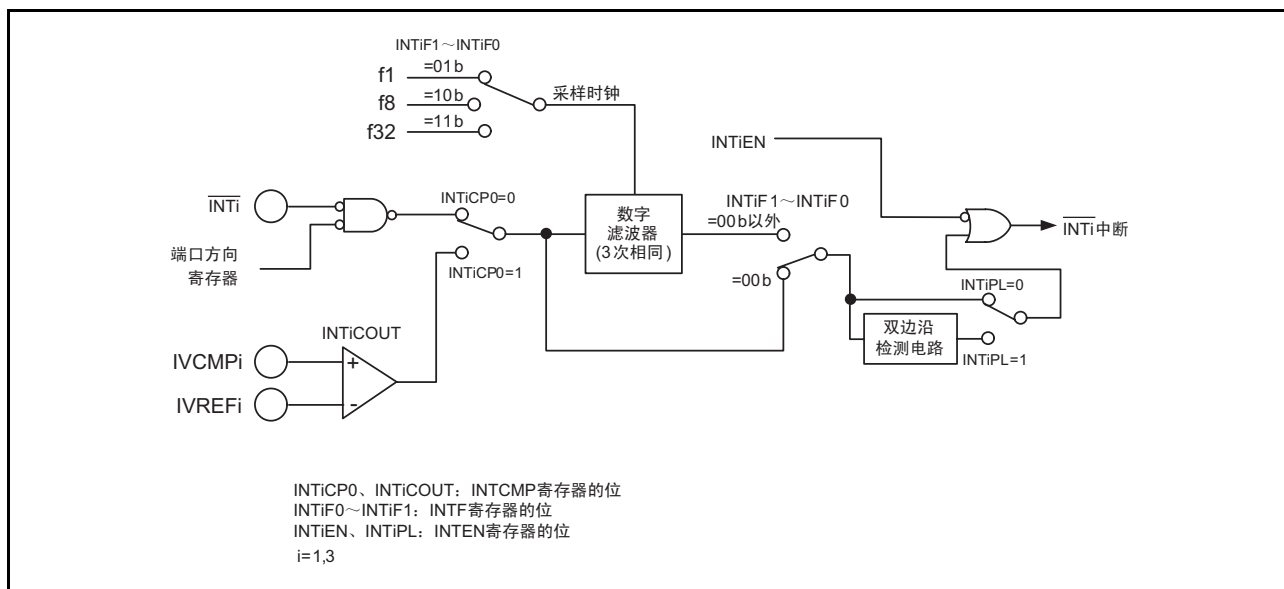 INTiF1～INTiF0
f1
=01b
f8
=10b
f32
=11b
采样时钟
INTiEN
INTi
INTiCP0=0
端口方向
寄存器
INTiCP0=1
数字
滤波器
(3次相同)
INTiF1～INTiF0
=00b以外
=00b
INTi中断
INTiPL=0
双边沿
检测电路
INTiPL=1
INTiCOUT
IVCMPi
+
IVREFi
-
INTiCP0、INTiCOUT：INTCMP寄存器的位
INTiF0～INTiF1：INTF寄存器的位
INTiEN、INTiPL：INTEN寄存器的位
i=1,3